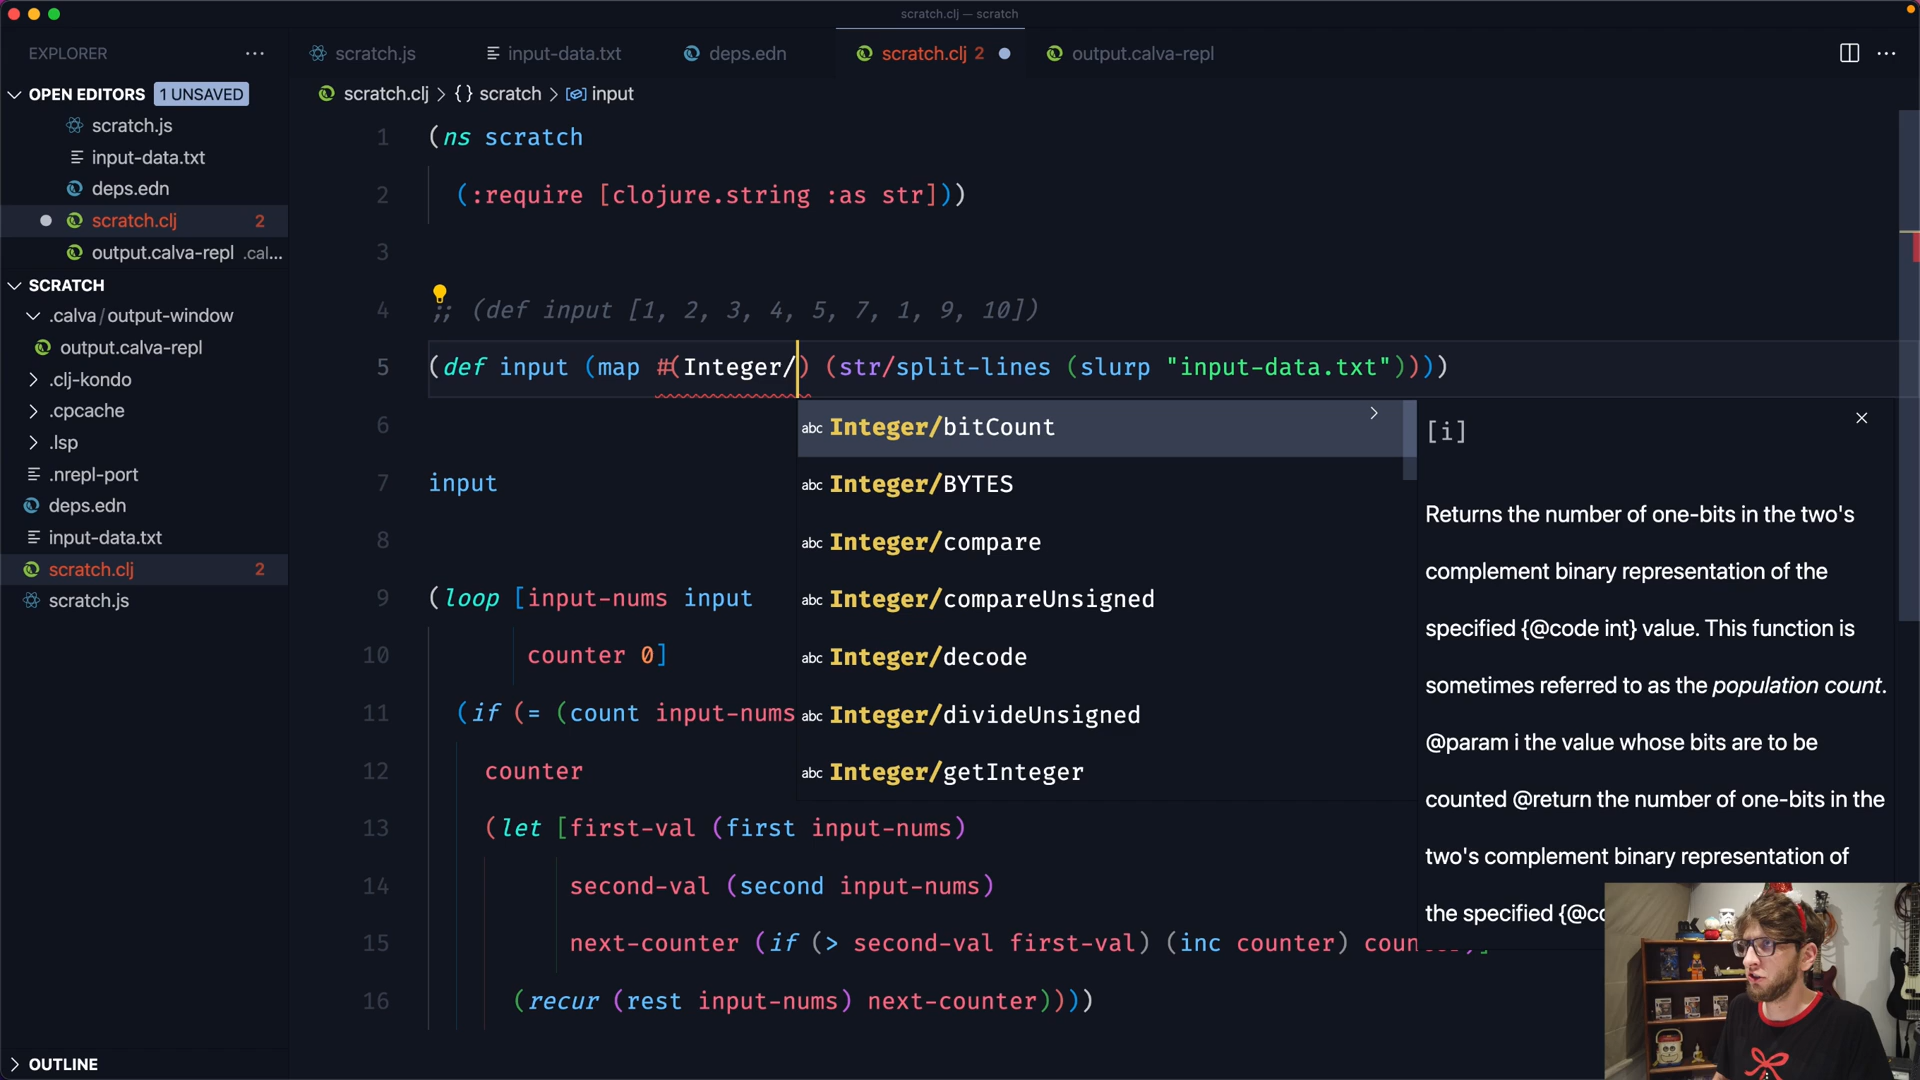 scratch.clj — scratch
EXPLORER
OPEN EDITORS 1 UNSAVED
scratch.js
input-data.txt
deps.edn
scratch.clj 2
output.calva-repl .cal...
SCRATCH
.calva / output-window
output.calva-repl
.clj-kondo
.cpcache
.lsp
.nrepl-port
deps.edn
input-data.txt
scratch.clj 2
scratch.js
OUTLINE
scratch.js input-data.txt deps.edn scratch.clj 2 output.calva-repl
scratch.clj > {} scratch > input
1 (ns scratch
2 (:require [clojure.string :as str]))
3
4 ;; (def input [1, 2, 3, 4, 5, 7, 1, 9, 10])
5 (def input (map #(Integer/) (str/split-lines (slurp "input-data.txt"))))
6
7 input
8
9 (loop [input-nums input
10 counter 0]
11 (if (= (count input-nums
12 counter
13 (let [first-val (first input-nums)
14 second-val (second input-nums)
15 next-counter (if (> second-val first-val) (inc counter)
16 (recur (rest input-nums) next-counter))))
abc Integer/bitCount
abc Integer/BYTES
abc Integer/compare
abc Integer/compareUnsigned
abc Integer/decode
abc Integer/divideUnsigned
abc Integer/getInteger
[i]
Returns the number of one-bits in the two's
complement binary representation of the
specified {@code int} value. This function is
sometimes referred to as the population count.
@param i the value whose bits are to be
counted @return the number of one-bits in the
two's complement binary representation of
the specified {@co